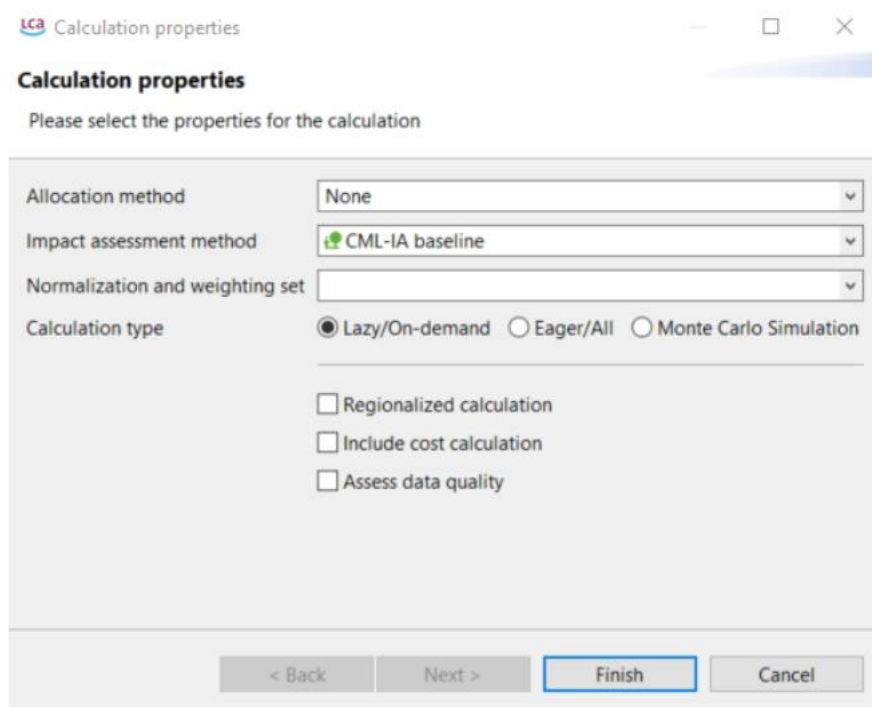 LCA Calculation properties
Calculation properties
Please select the properties for the calculation
Allocation method None
Impact assessment method CML-IA baseline
Normalization and weighting set
Calculation type Lazy/On-demand Eager/All Monte Carlo Simulation
Regionalized calculation
Include cost calculation
Assess data quality
< Back Next > Finish Cancel